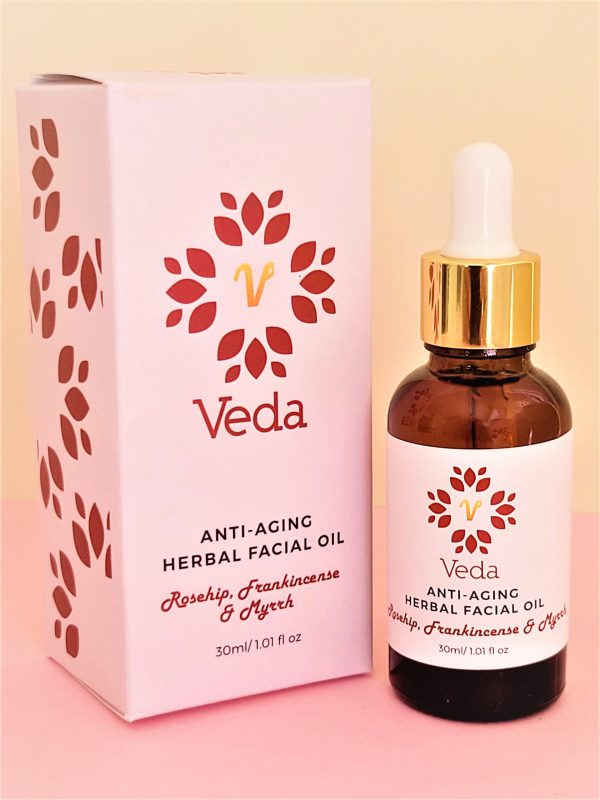 V
Veda
ANTI-AGING
HERBAL FACIAL OIL
Rosehip, Frankincense
& Myrrh
30ml/ 1.01 fl oz
V
Veda
ANTI-AGING
HERBAL FACIAL OIL
Rosehip, Frankincense & Myrrh
30ml/ 1.01 fl oz